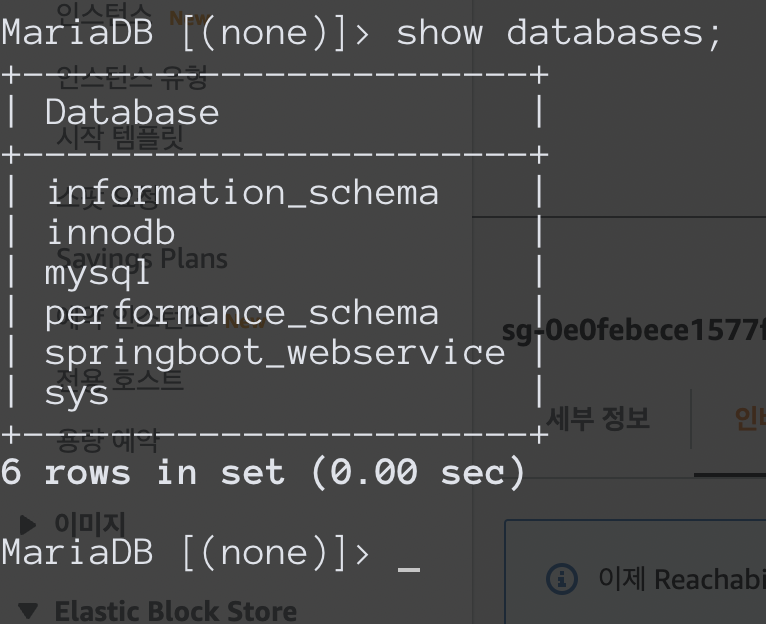 인스턴스 New
MariaDB [(none)]> show databases;
+--------------------+
인스턴스 유형
| Database |
시작 템플릿
+--------------------+
| information_schema |
| innodb |
Savings Plans
| mysql |
| performance_schema |
New
sg-0e0febece1577f
| springboot_webservice |
전용 호스트
| sys |
세부 정보
+--------------------+
용량 예약
6 rows in set (0.00 sec)
이미지
MariaDB [(none)]> _
이제 Reachabi
Elastic Block Store